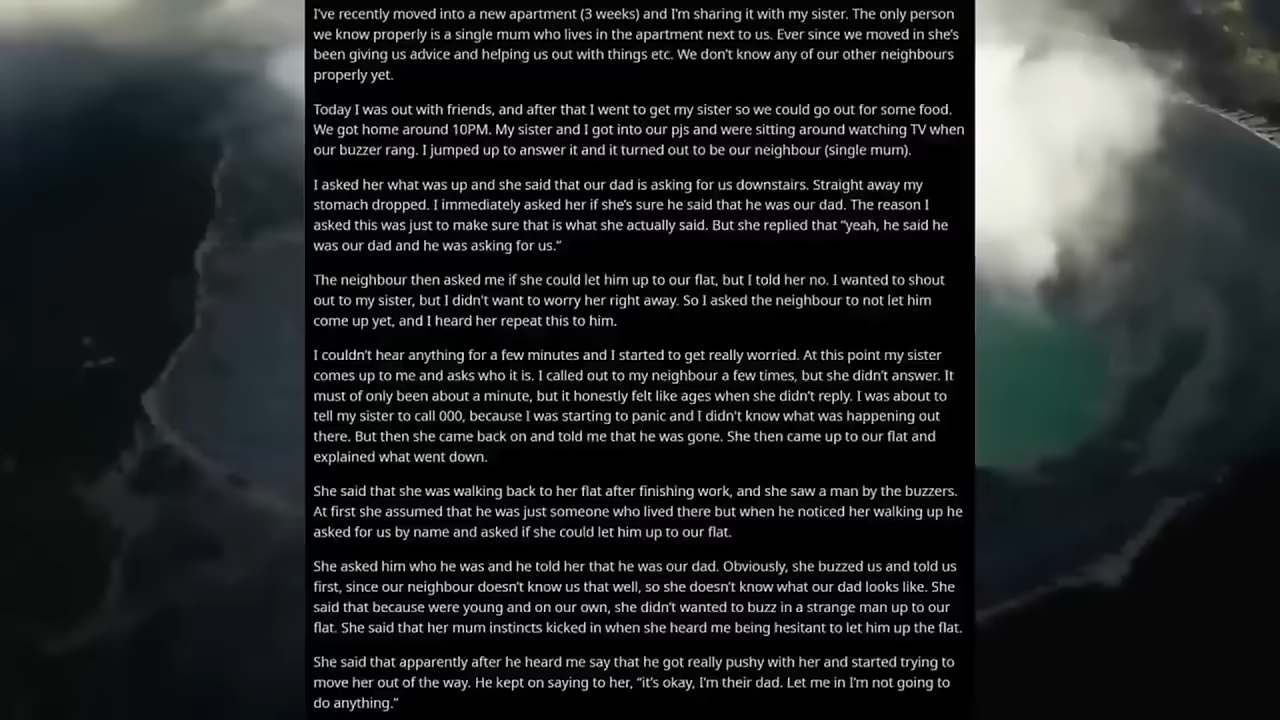 I've recently moved into a new apartment (3 weeks) and I'm sharing it with my sister. The only person
we know properly is a single mum who lives in the apartment next to us. Ever since we moved in she's
been giving us advice and helping us out with things etc. We don't know any of our other neighbours
properly yet.
Today I was out with friends, and after that I went to get my sister so we could go out for some food.
We got home around 10PM. My sister and I got into our pjs and were sitting around watching TV when
our buzzer rang. I jumped up to answer it and it turned out to be our neighbour (single mum).
I asked her what was up and she said that our dad is asking for us downstairs. Straight away my
stomach dropped. I immediately asked her if she's sure he said that he was our dad. The reason I
asked this was just to make sure that is what she actually said. But she replied that "yeah, he said he
was our dad and he was asking for us."
The neighbour then asked me if she could let him up to our flat, but I told her no. I wanted to shout
out to my sister, but I didn't want to worry her right away. So I asked the neighbour to not let him
come up yet, and I heard her repeat this to him.
I couldn't hear anything for a few minutes and I started to get really worried. At this point my sister
comes up to me and asks who it is. I called out to my neighbour a few times, but she didn't answer. It
must of only been about a minute, but it honestly felt like ages when she didn't reply. I was about to
tell my sister to call 000, because I was starting to panic and I didn't know what was happening out
there. But then she came back on and told me that he was gone. She then came up to our flat and
explained what went down.
She said that she was walking back to her flat after finishing work, and she saw a man by the buzzers.
At first she assumed that he was just someone who lived there but when he noticed her walking up he
asked for us by name and asked if she could let him up to our flat.
She asked him who he was and he told her that he was our dad. Obviously, she buzzed us and told us
first, since our neighbour doesn't know us that well, so she doesn't know what our dad looks like. She
said that because were young and on our own, she didn't wanted to buzz in a strange man up to our
flat. She said that her mum instincts kicked in when she heard me being hesitant to let him up the flat.
She said that apparently after he heard me say that he got really pushy with her and started trying to
move her out of the way. He kept on saying to her, "it's okay, I'm their dad. Let me in I'm not going to
do anything."